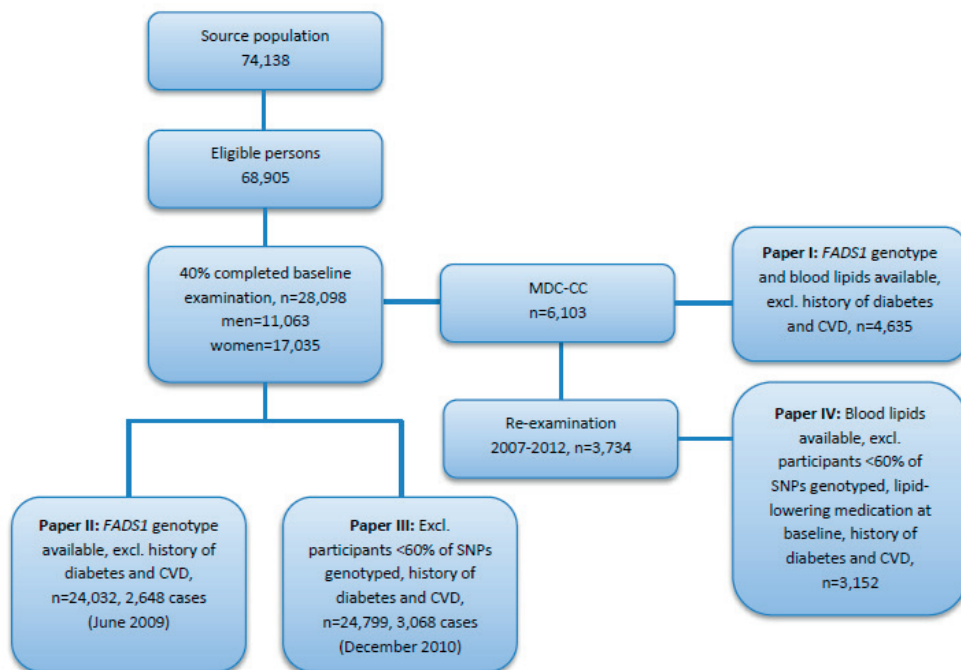 Source population
74,138
Eligible persons
68,905
40% completed baseline
examination, n=28,098
men=11,063
women=17,035
MDC-CC
n=6,103
Paper I: FADS1 genotype
and blood lipids available,
excl. history of diabetes
and CVD, n=4,635
Re-examination
2007-2012, n=3,734
Paper IV: Blood lipids
available, excl.
participants <60% of
SNPs genotyped, lipid-
lowering medication at
baseline, history of
diabetes and CVD,
n=3,152
Paper II: FADS1 genotype
available, excl. history of
diabetes and CVD,
n=24,032, 2,648 cases
(June 2009)
Paper III: Excl.
participants <60% of SNPs
genotyped, history of
diabetes and CVD,
n=24,799, 3,068 cases
(December 2010)